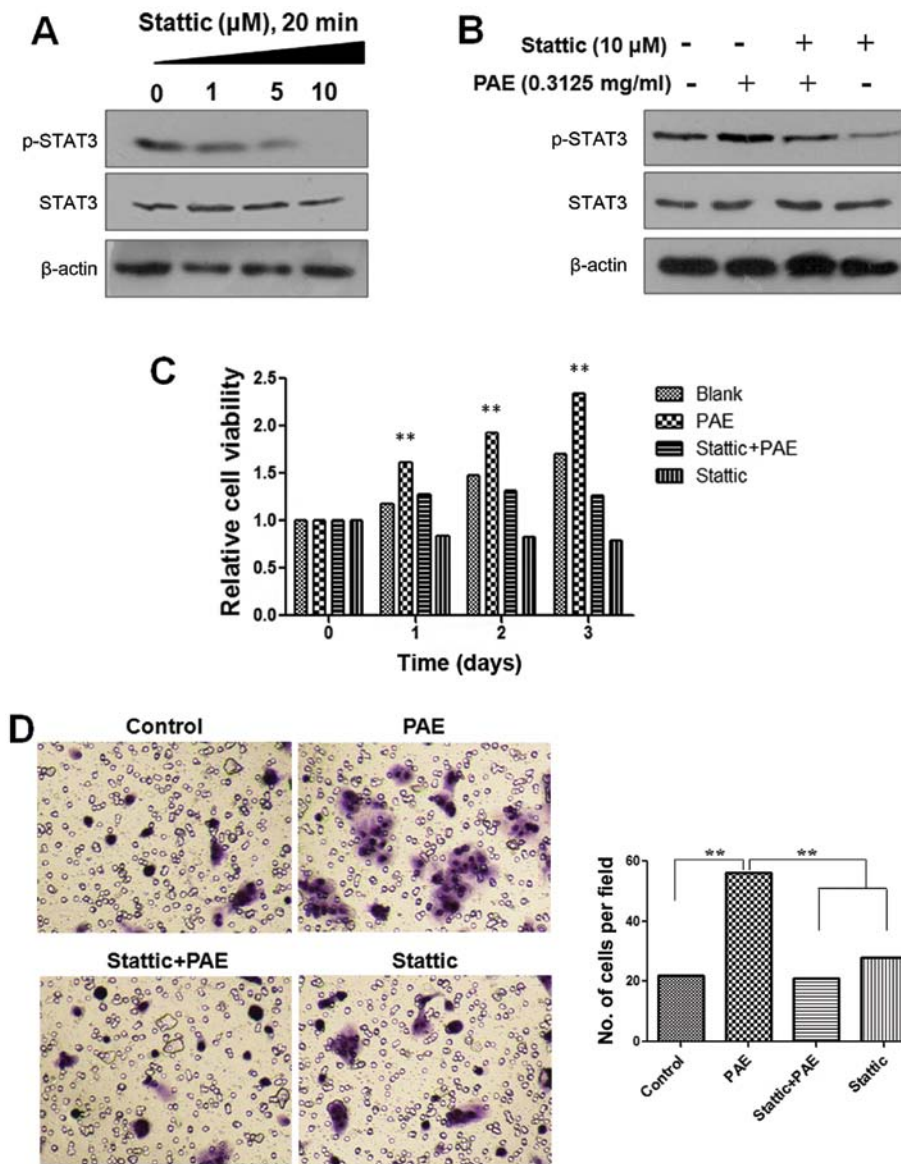 A
Stattic (μM), 20 min
0 1 5 10
p-STAT3
STAT3
β-actin
B
Stattic (10 μM) - - + +
PAE (0.3125 mg/ml) - + + -
p-STAT3
STAT3
β-actin
C
Relative cell viability
2.5
2.0
1.5
1.0
0.5
0.0
**
**
**
0 1 2 3
Time (days)
Blank
PAE
Stattic+PAE
Stattic
D
Control
PAE
Stattic+PAE
Stattic
No. of cells per field
60
40
20
0
** **
Control
PAE
Stattic+PAE
Stattic